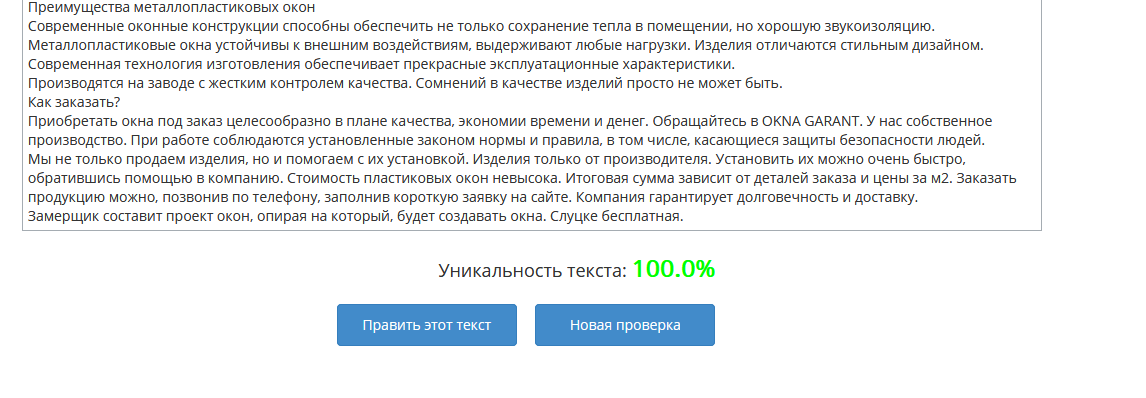 Преимущества металлопластиковых окон
Современные оконные конструкции способны обеспечить не только сохранение тепла в помещении, но хорошую звукоизоляцию.
Металлопластиковые окна устойчивы к внешним воздействиям, выдерживают любые нагрузки. Изделия отличаются стильным дизайном.
Современная технология изготовления обеспечивает прекрасные эксплуатационные характеристики.
Производятся на заводе с жестким контролем качества. Сомнений в качестве изделий просто не может быть.
Как заказать?
Приобретать окна под заказ целесообразно в плане качества, экономии времени и денег. Обращайтесь в OKNA GARANT. У нас собственное
производство. При работе соблюдаются установленные законом нормы и правила, в том числе, касающиеся защиты безопасности людей.
Мы не только продаем изделия, но и помогаем с их установкой. Изделия только от производителя. Установить их можно очень быстро,
обратившись помощью в компанию. Стоимость пластиковых окон невысока. Итоговая сумма зависит от деталей заказа и цены за м2. Заказать
продукцию можно, позвонив по телефону, заполнив короткую заявку на сайте. Компания гарантирует долговечность и доставку.
Замерщик составит проект окон, опирая на который, будет создавать окна. Слуцке бесплатная.
Уникальность текста: 100.0%
Править этот текст
Новая проверка